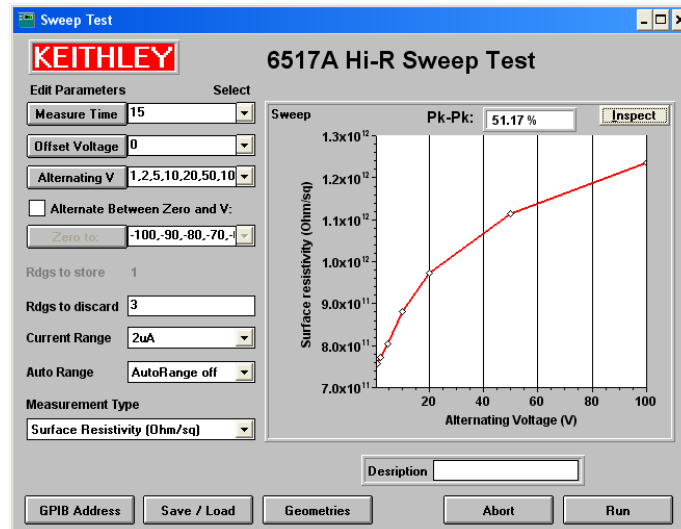 Sweep Test
KEITHLEY
6517A Hi-R Sweep Test
Edit Parameters Select
Measure Time 15
Offset Voltage 0
Alternating V 1,2,5,10,20,50,10
Alternate Between Zero and V:
Zero to: -100,-90,-80,-70,-
Rdgs to store 1
Rdgs to discard 3
Current Range 2uA
Auto Range AutoRange off
Measurement Type
Surface Resistivity (Ohm/sq)
Sweep Pk-Pk: 51.17 % Inspect
1.3x10¹²
1.2x10¹²
1.1x10¹²
1.0x10¹²
9.0x10¹¹
8.0x10¹¹
7.0x10¹¹
Surface resistivity (Ohm/sq)
20 40 60 80 100
Alternating Voltage (V)
Desription
GPIB Address Save / Load Geometries Abort Run